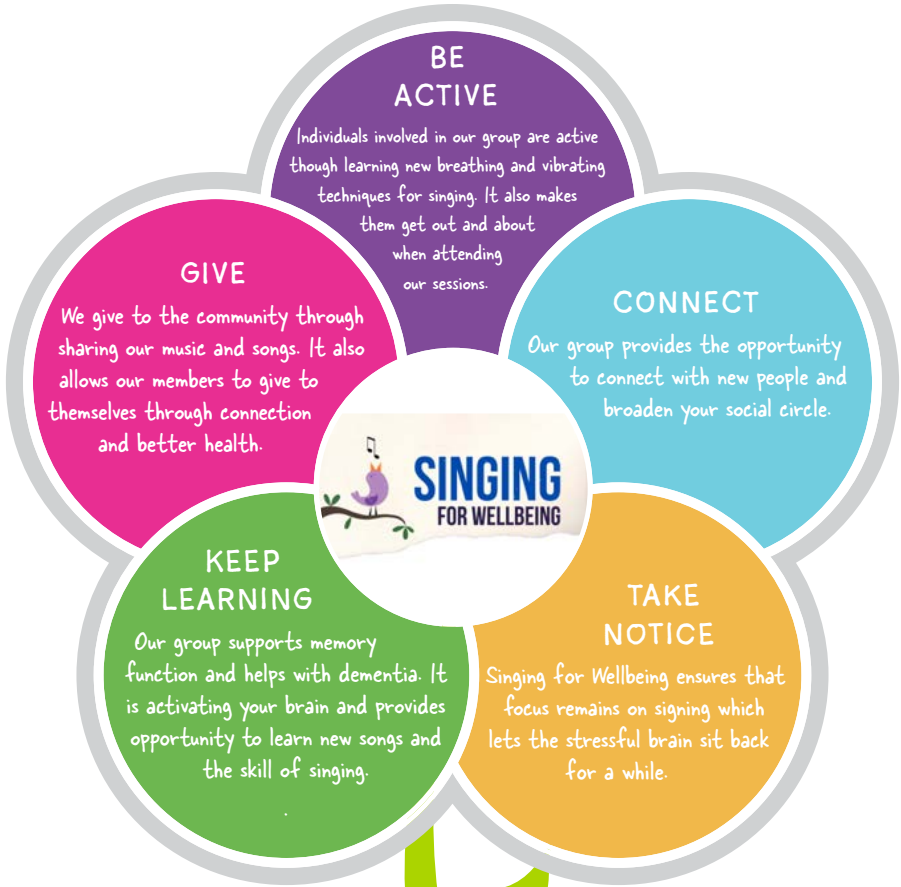 BE
ACTIVE
Individuals involved in our group are active
though learning new breathing and vibrating
techniques for singing. It also makes
them get out and about
when attending
our sessions.
GIVE
We give to the community through
sharing our music and songs. It also
allows our members to give to
themselves through connection
and better health.
CONNECT
Our group provides the opportunity
to connect with new people and
broaden your social circle.
SINGING
FOR WELLBEING
KEEP
LEARNING
Our group supports memory
function and helps with dementia. It
is activating your brain and provides
opportunity to learn new songs and
the skill of singing.
.
TAKE
NOTICE
Singing for Wellbeing ensures that
focus remains on signing which
lets the stressful brain sit back
for a while.